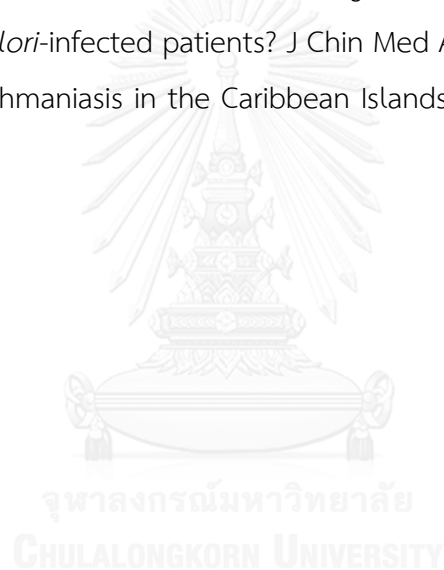 lori-infected patients? J Chin Med A
hmaniasis in the Caribbean Islands
จุฬาลงกรณ์มหาวิทยาลัย
CHULALONGKORN UNIVERSITY